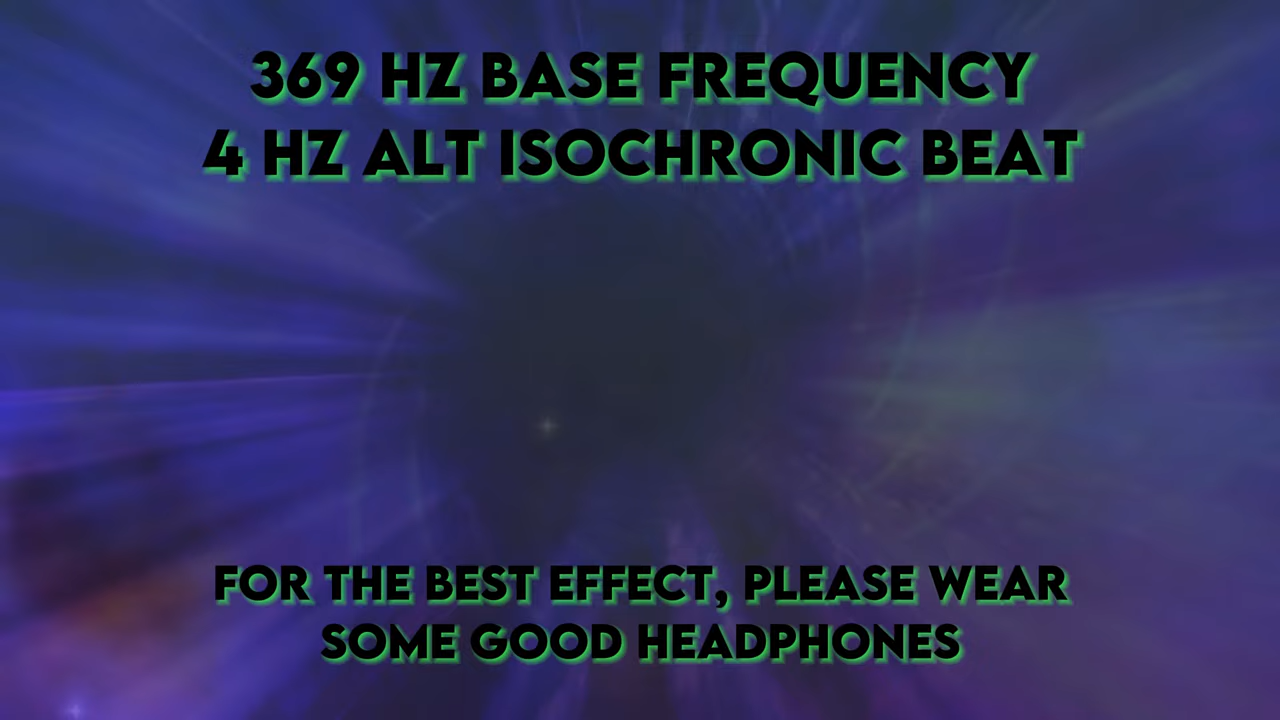 369 HZ BASE FREQUENCY
4 HZ ALT ISOCHRONIC BEAT
FOR THE BEST EFFECT, PLEASE WEAR
SOME GOOD HEADPHONES